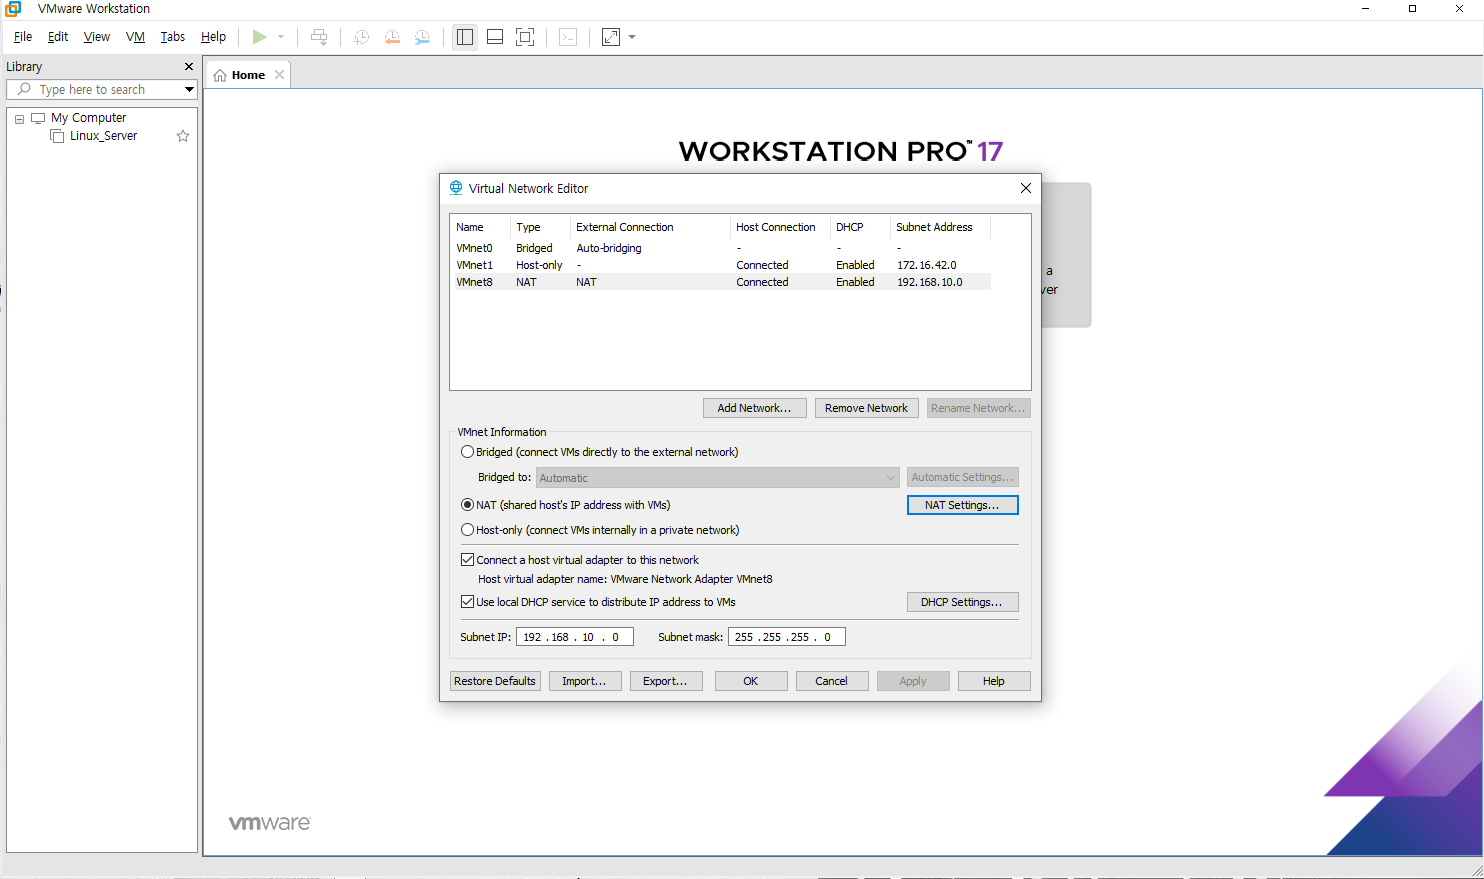 VMware Workstation
File Edit View VM Tabs Help
Library
Type here to search
My Computer
Linux_Server
Home
WORKSTATION PRO™ 17
a
ver
Virtual Network Editor
Name Type External Connection Host Connection DHCP Subnet Address
VMnet0 Bridged Auto-bridging - - -
VMnet1 Host-only - Connected Enabled 172.16.42.0
VMnet8 NAT NAT Connected Enabled 192.168.10.0
Add Network... Remove Network Rename Network...
VMnet Information
Bridged (connect VMs directly to the external network)
Bridged to: Automatic Automatic Settings...
NAT (shared host's IP address with VMs) NAT Settings...
Host-only (connect VMs internally in a private network)
Connect a host virtual adapter to this network
Host virtual adapter name: VMware Network Adapter VMnet8
Use local DHCP service to distribute IP address to VMs DHCP Settings...
Subnet IP: 192 . 168 . 10 . 0 Subnet mask: 255 . 255 . 255 . 0
Restore Defaults Import... Export... OK Cancel Apply Help
vmware